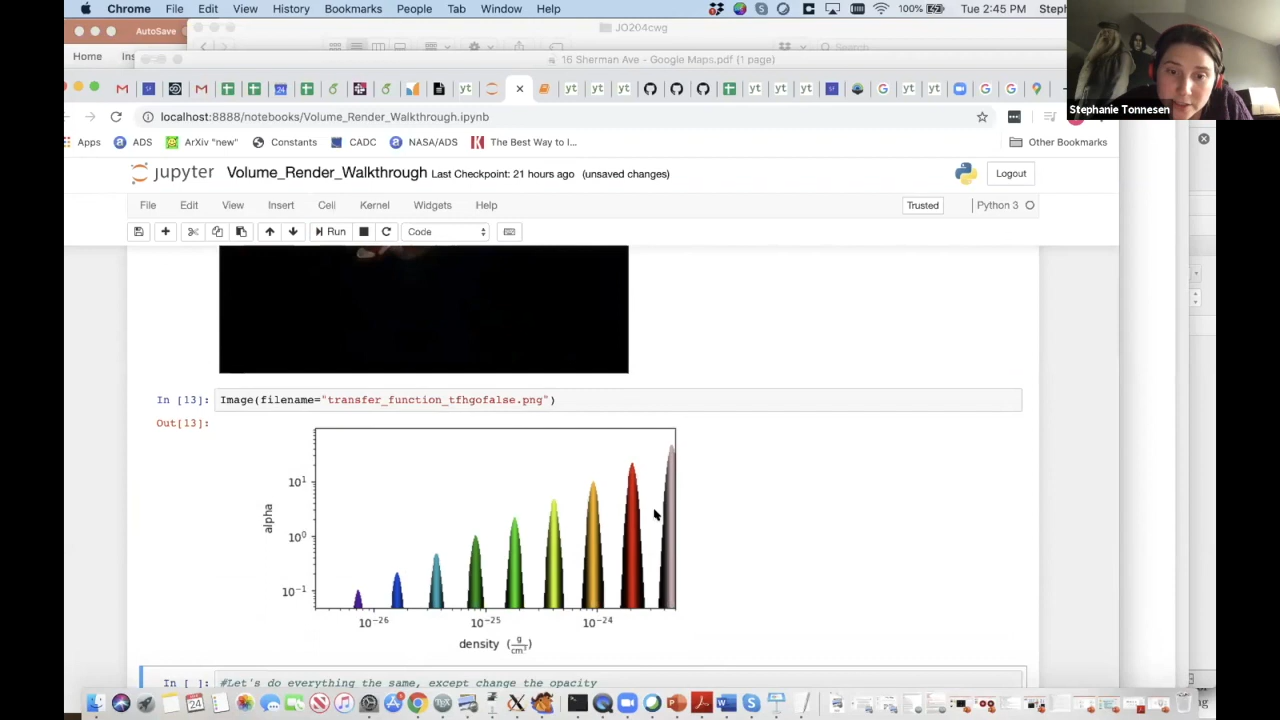 Chrome File Edit View History Bookmarks People Tab Window Help 100% Tue 2:45 PM Steph
AutoSave
JO204cwg
Home
Search
16 Sherman Ave - Google Maps.pdf (1 page)
localhost:8888/notebooks/Volume_Render_Walkthrough.ipynb
Apps ADS ArXiv "new" Constants CADC NASA/ADS The Best Way to I... Other Bookmarks
Stephanie Tonnesen
jupyter Volume_Render_Walkthrough Last Checkpoint: 21 hours ago (unsaved changes) Logout
File Edit View Insert Cell Kernel Widgets Help Trusted Python 3
Run Code
In [13]: Image(filename="transfer_function_tfhgofalse.png")
Out[13]:
10¹
10⁰
10⁻¹
alpha
10⁻²⁶ 10⁻²⁵ 10⁻²⁴
density (g/cm³)
In [ ]: #Let's do everything the same, except change the opacity